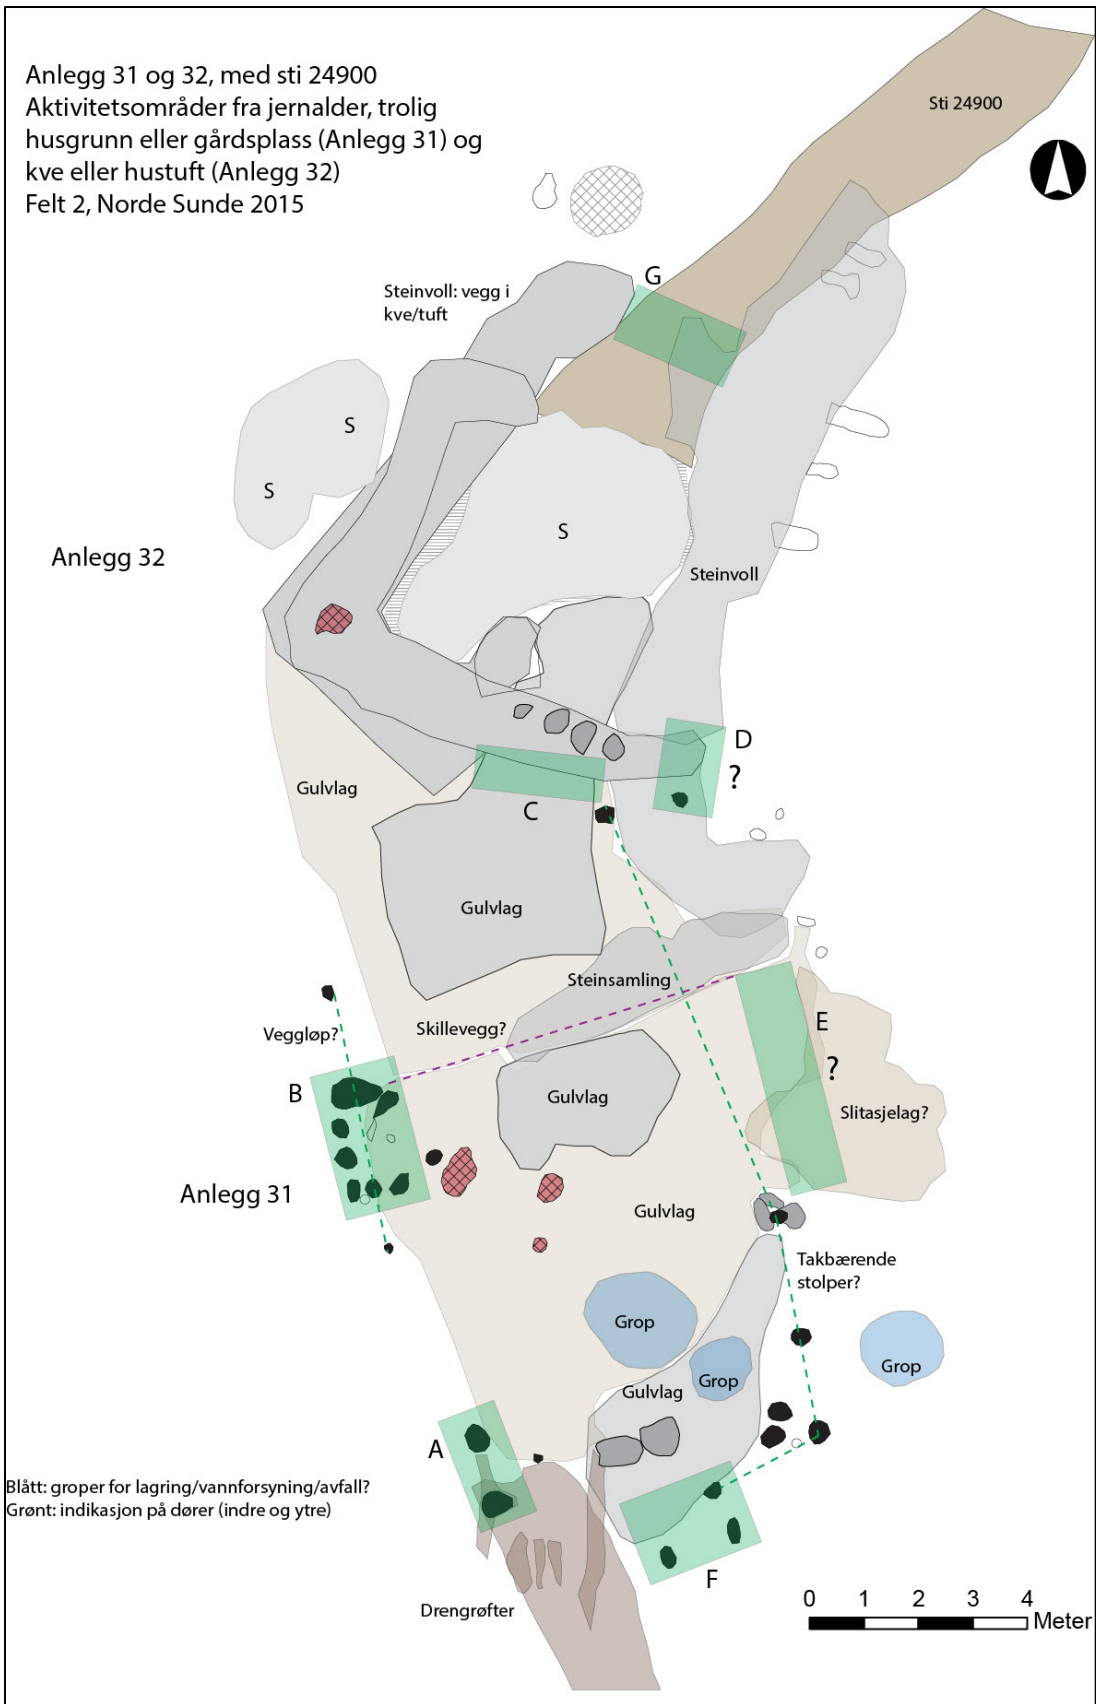 Anlegg 31 og 32, med sti 24900
Aktivitetsområder fra jernalder, trolig
husgrunn eller gårdsplass (Anlegg 31) og
kve eller hustuft (Anlegg 32)
Felt 2, Norde Sunde 2015
Sti 24900
G
Steinvoll: vegg i
kve/tuft
S
S
S
Anlegg 32
Steinvoll
D
?
Gulvlag
C
Gulvlag
Steinsamling
Skillevegg?
Veggløp?
E
?
B
Gulvlag
Slitasjelag?
Anlegg 31
Gulvlag
Takbærende
stolper?
Grop
Grop
Grop
Gulvlag
A
Blått: groper for lagring/vannforsyning/avfall?
Grønt: indikasjon på dører (indre og ytre)
F
Drengrøfter
0 1 2 3 4
Meter